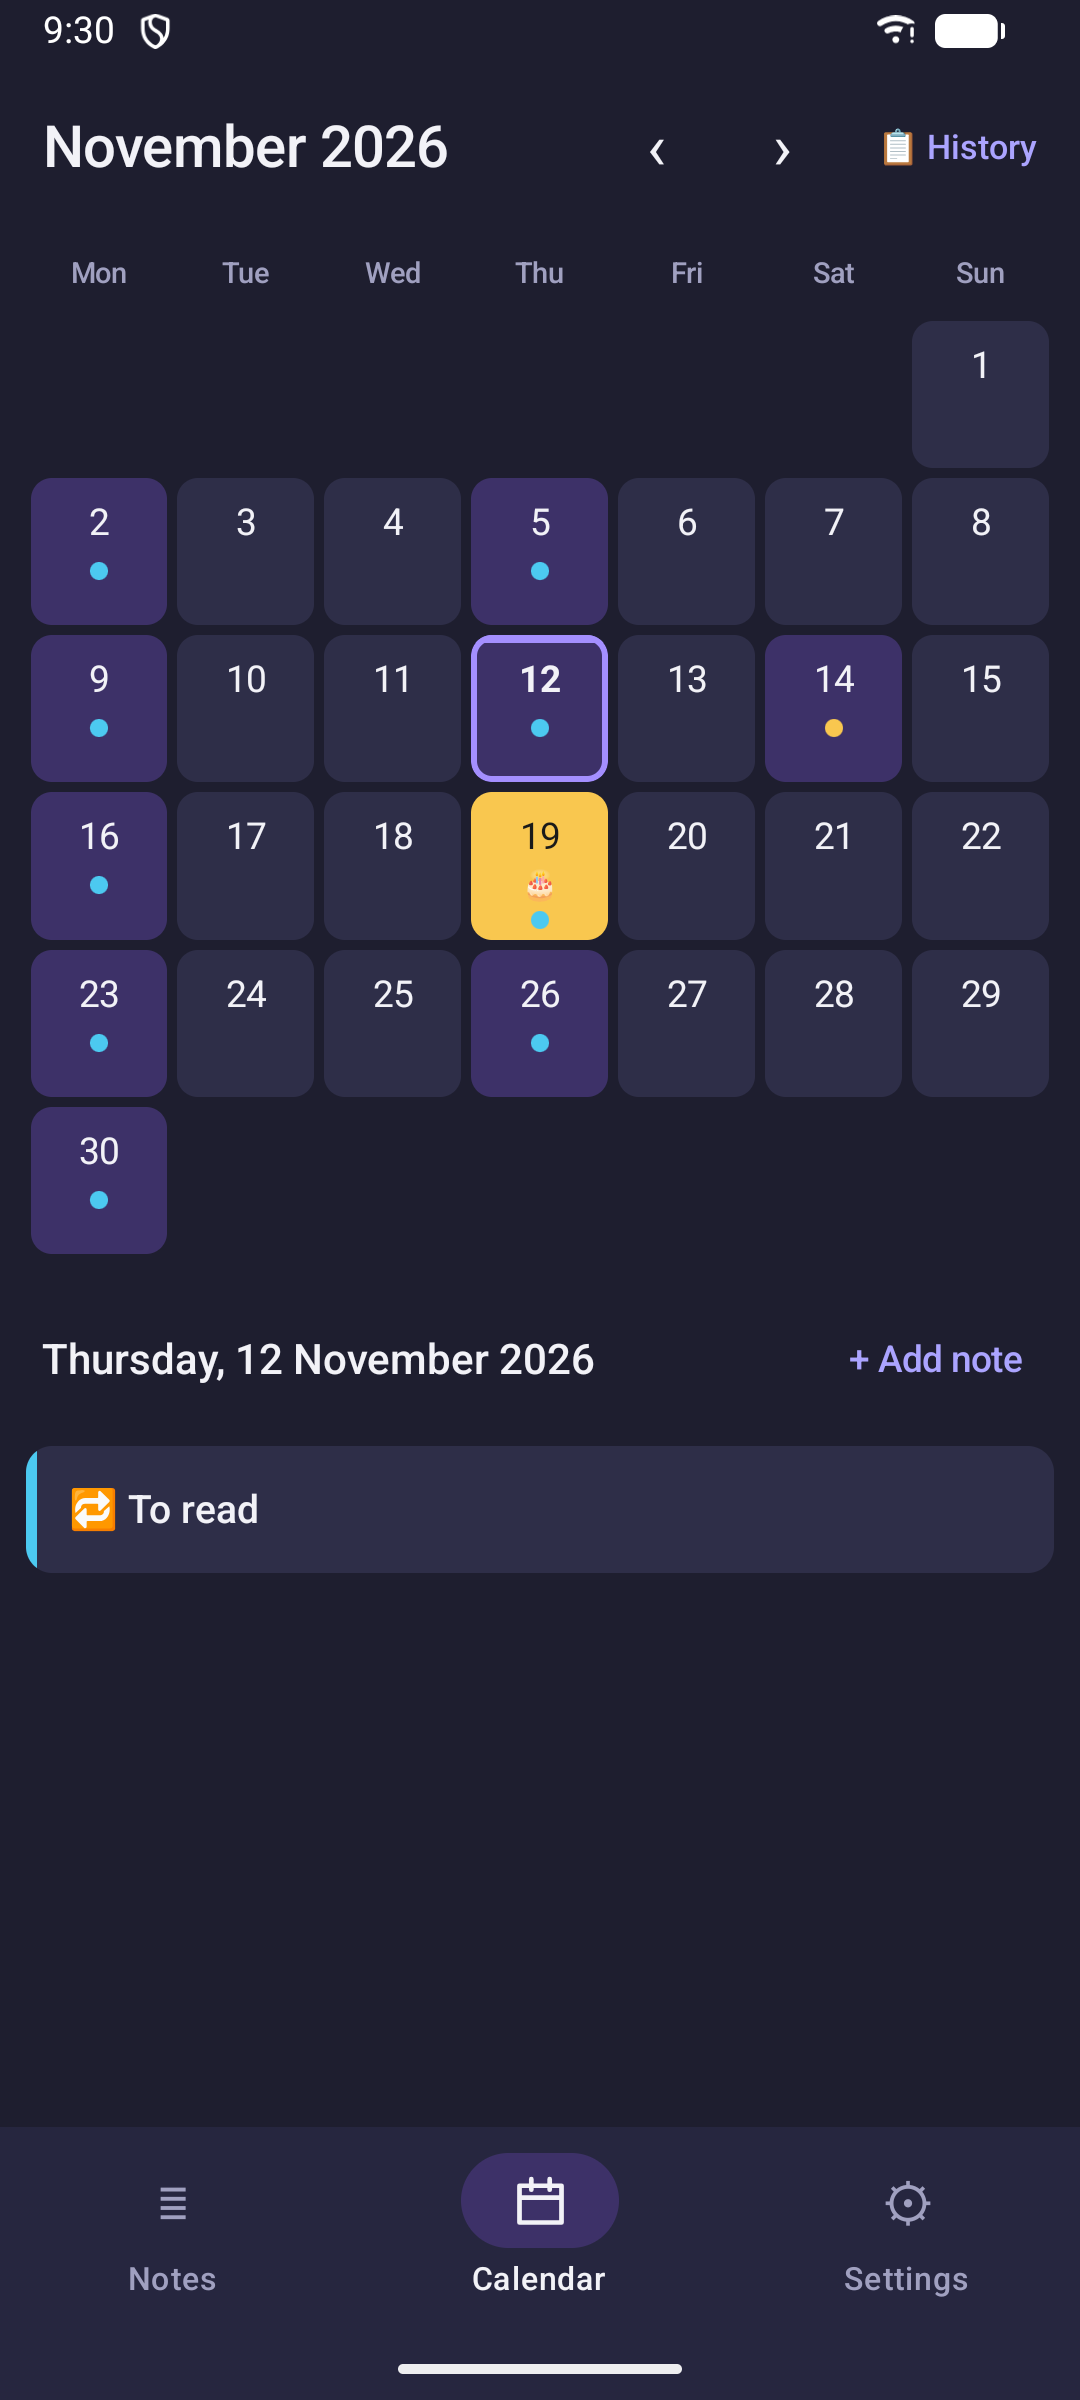 9:30
November 2026 ‹ › 📋 History
Mon Tue Wed Thu Fri Sat Sun
1
2 3 4 5 6 7 8
9 10 11 12 13 14 15
16 17 18 19 20 21 22
🎂
23 24 25 26 27 28 29
30
Thursday, 12 November 2026 + Add note
🔁 To read
Notes Calendar Settings